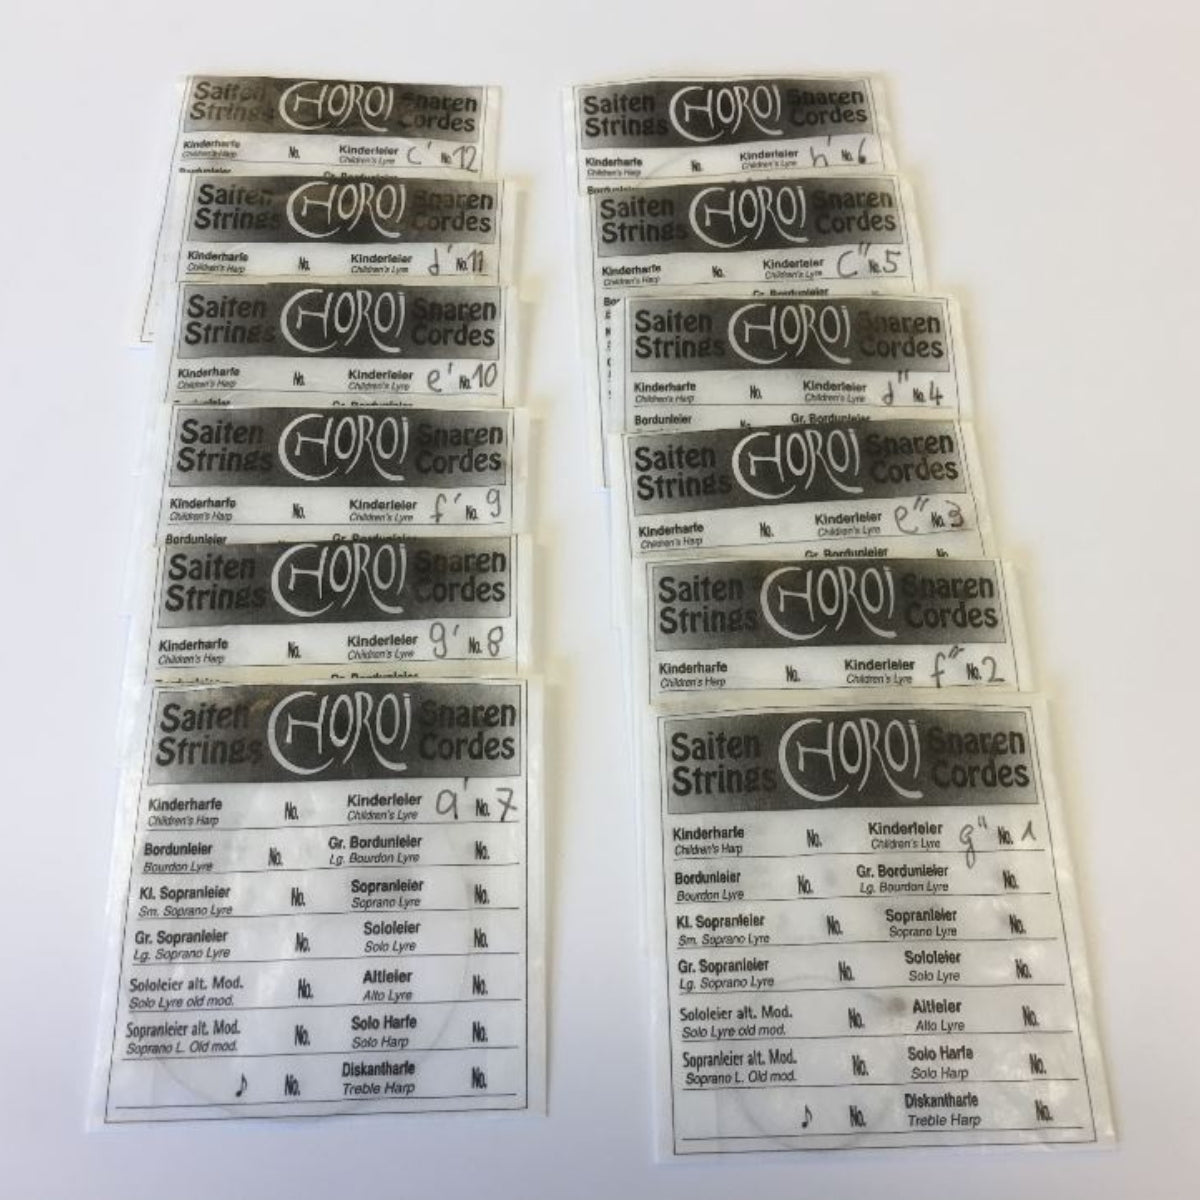 Saiten CHOROI Snaren
Strings Cordes
Kinderharfe No. Kinderleier c' No. 12
Children's Harp Children's Lyre
Saiten CHOROI Snaren
Strings Cordes
Kinderharfe No. Kinderleier d' No. 11
Children's Harp Children's Lyre
Saiten CHOROI Snaren
Strings Cordes
Kinderharfe No. Kinderleier e' No. 10
Children's Harp Children's Lyre
Saiten CHOROI Snaren
Strings Cordes
Kinderharfe No. Kinderleier f' No. 9
Children's Harp Children's Lyre
Bordunleier Gr. Bordunleier
Saiten CHOROI Snaren
Strings Cordes
Kinderharfe No. Kinderleier g' No. 8
Children's Harp Children's Lyre
Saiten CHOROI Snaren
Strings Cordes
Kinderharfe No. Kinderleier a' No. 7
Children's Harp Children's Lyre
Bordunleier No. Gr. Bordunleier No.
Bourdon Lyre Lg. Bourdon Lyre
Kl. Sopranleier No. Sopranleier No.
Sm. Soprano Lyre Soprano Lyre
Gr. Sopranleier No. Sololeier No.
Lg. Soprano Lyre Solo Lyre
Sololeier alt. Mod. No. Altleier No.
Solo Lyre old mod. Alto Lyre
Sopranleier alt. Mod. No. Solo Harfe No.
Soprano L. Old mod. Solo Harp
♪ No. Diskantharfe No.
Treble Harp
Saiten CHOROI Snaren
Strings Cordes
Kinderharfe No. Kinderleier h' No. 6
Children's Harp Children's Lyre
Saiten CHOROI Snaren
Strings Cordes
Kinderharfe No. Kinderleier c'' No. 5
Children's Harp Children's Lyre
Gr. Bordunleier
Saiten CHOROI Snaren
Strings Cordes
Kinderharfe No. Kinderleier d'' No. 4
Children's Harp Children's Lyre
Bordunleier No. Gr. Bordunleier
Saiten CHOROI Snaren
Strings Cordes
Kinderharfe No. Kinderleier e'' No. 3
Children's Harp Children's Lyre
Gr. Bordunleier No.
Saiten CHOROI Snaren
Strings Cordes
Kinderharfe No. Kinderleier f'' No. 2
Children's Harp Children's Lyre
Saiten CHOROI Snaren
Strings Cordes
Kinderharfe No. Kinderleier g'' No. 1
Children's Harp Children's Lyre
Bordunleier No. Gr. Bordunleier No.
Bourdon Lyre Lg. Bourdon Lyre
Kl. Sopranleier No. Sopranleier No.
Sm. Soprano Lyre Soprano Lyre
Gr. Sopranleier No. Sololeier No.
Lg. Soprano Lyre Solo Lyre
Sololeier alt. Mod. No. Altleier No.
Solo Lyre old mod. Alto Lyre
Sopranleier alt. Mod. No. Solo Harfe No.
Soprano L. Old mod. Solo Harp
♪ No. Diskantharfe No.
Treble Harp